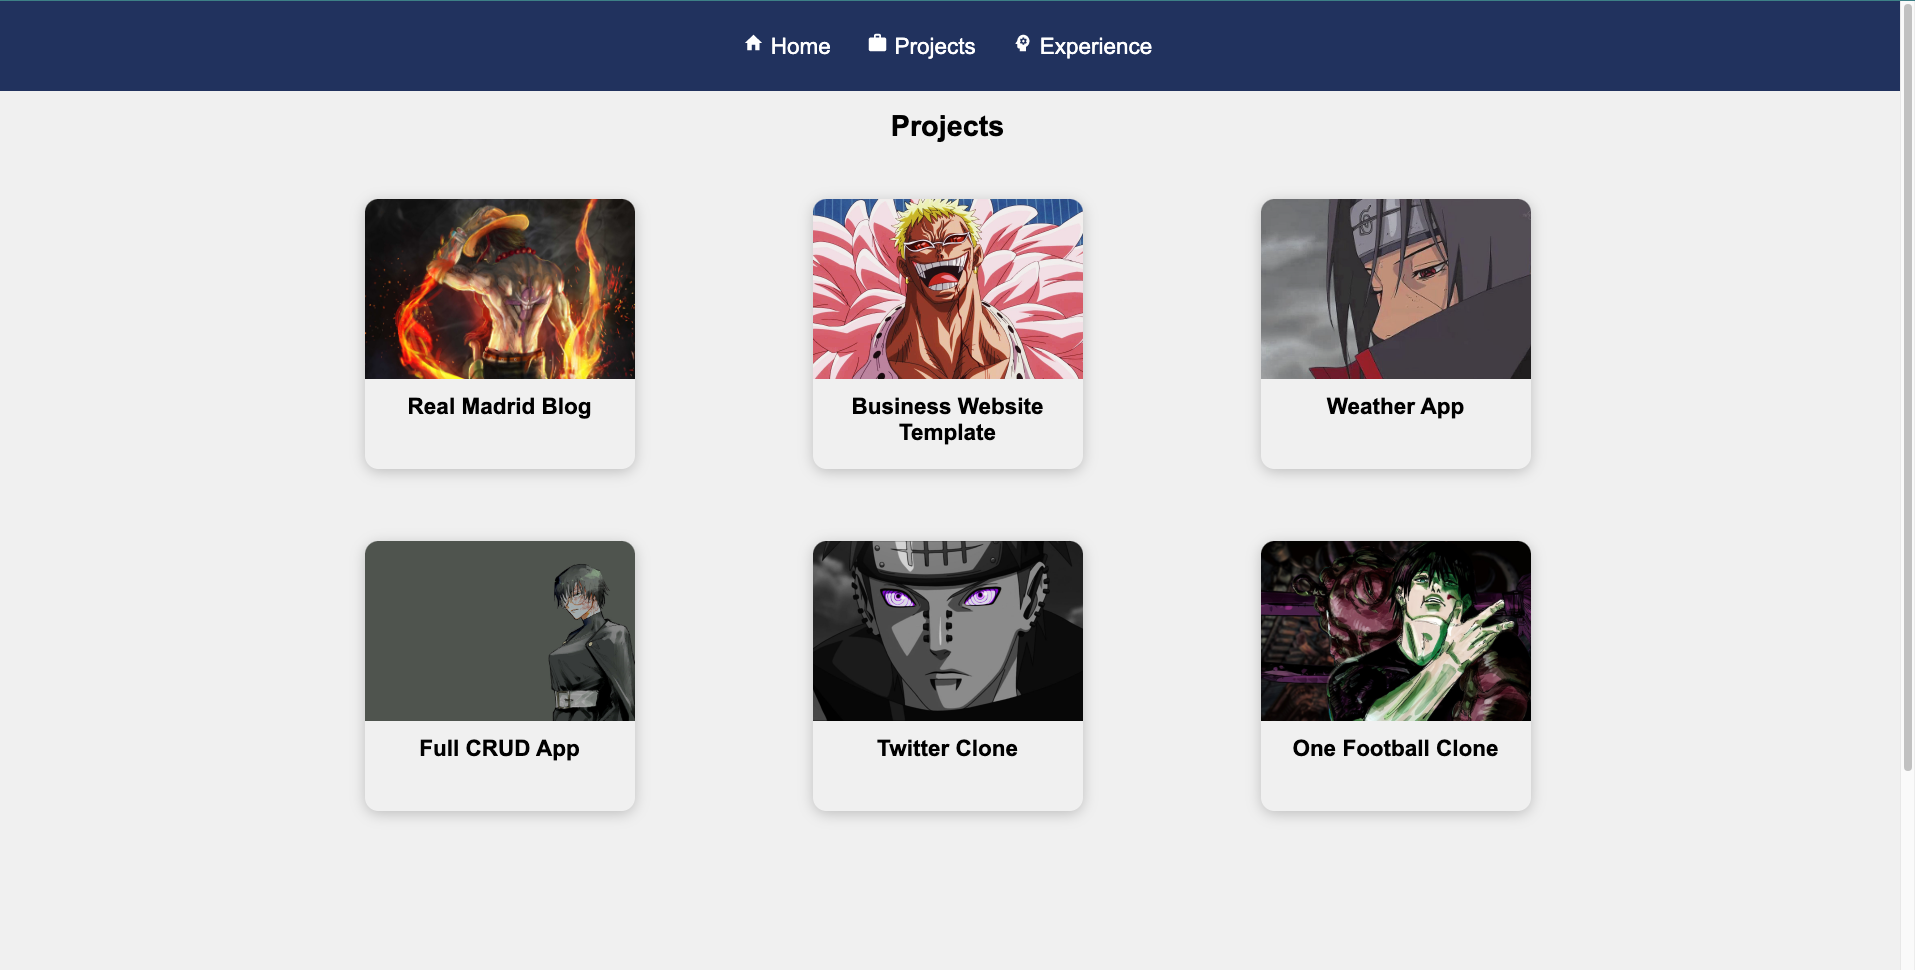 Home Projects Experience
Projects
Real Madrid Blog
Business Website
Template
Weather App
Full CRUD App
Twitter Clone
One Football Clone